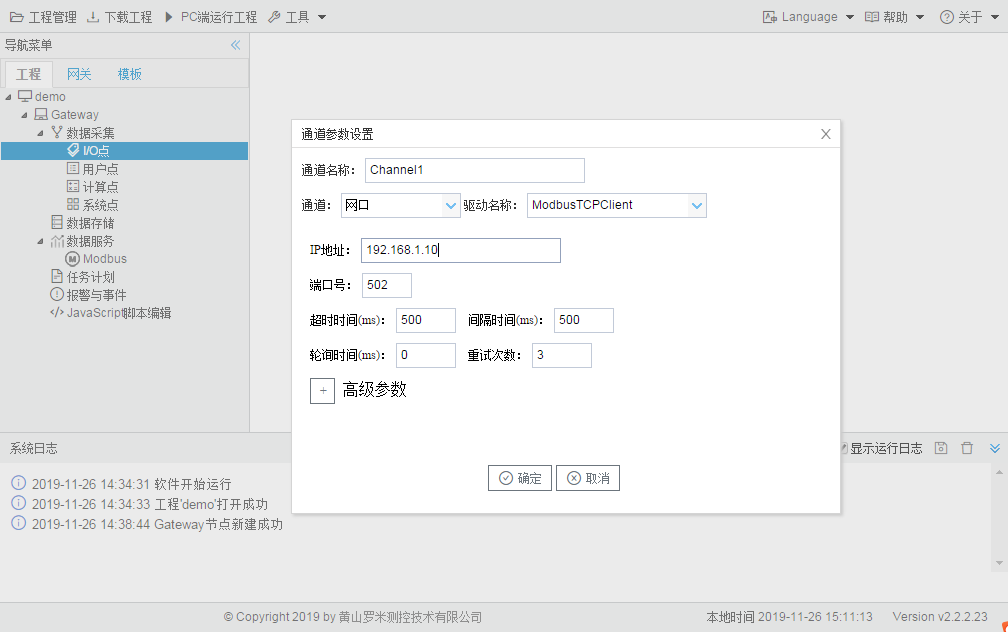 工程管理 下载工程 PC端运行工程 工具 Language 帮助 关于
导航菜单
工程 网关 模板
demo
Gateway
数据采集
I/O点
用户点
计算点
系统点
数据存储
数据服务
Modbus
任务计划
报警与事件
JavaScript脚本编辑
通道参数设置
通道名称： Channel1
通道： 网口 驱动名称： ModbusTCPClient
IP地址： 192.168.1.10
端口号： 502
超时时间(ms)： 500 间隔时间(ms)： 500
轮询时间(ms)： 0 重试次数： 3
+ 高级参数
确定 取消
系统日志 显示运行日志
2019-11-26 14:34:31 软件开始运行
2019-11-26 14:34:33 工程'demo'打开成功
2019-11-26 14:38:44 Gateway节点新建成功
© Copyright 2019 by 黄山罗米测控技术有限公司 本地时间 2019-11-26 15:11:13 Version v2.2.2.23